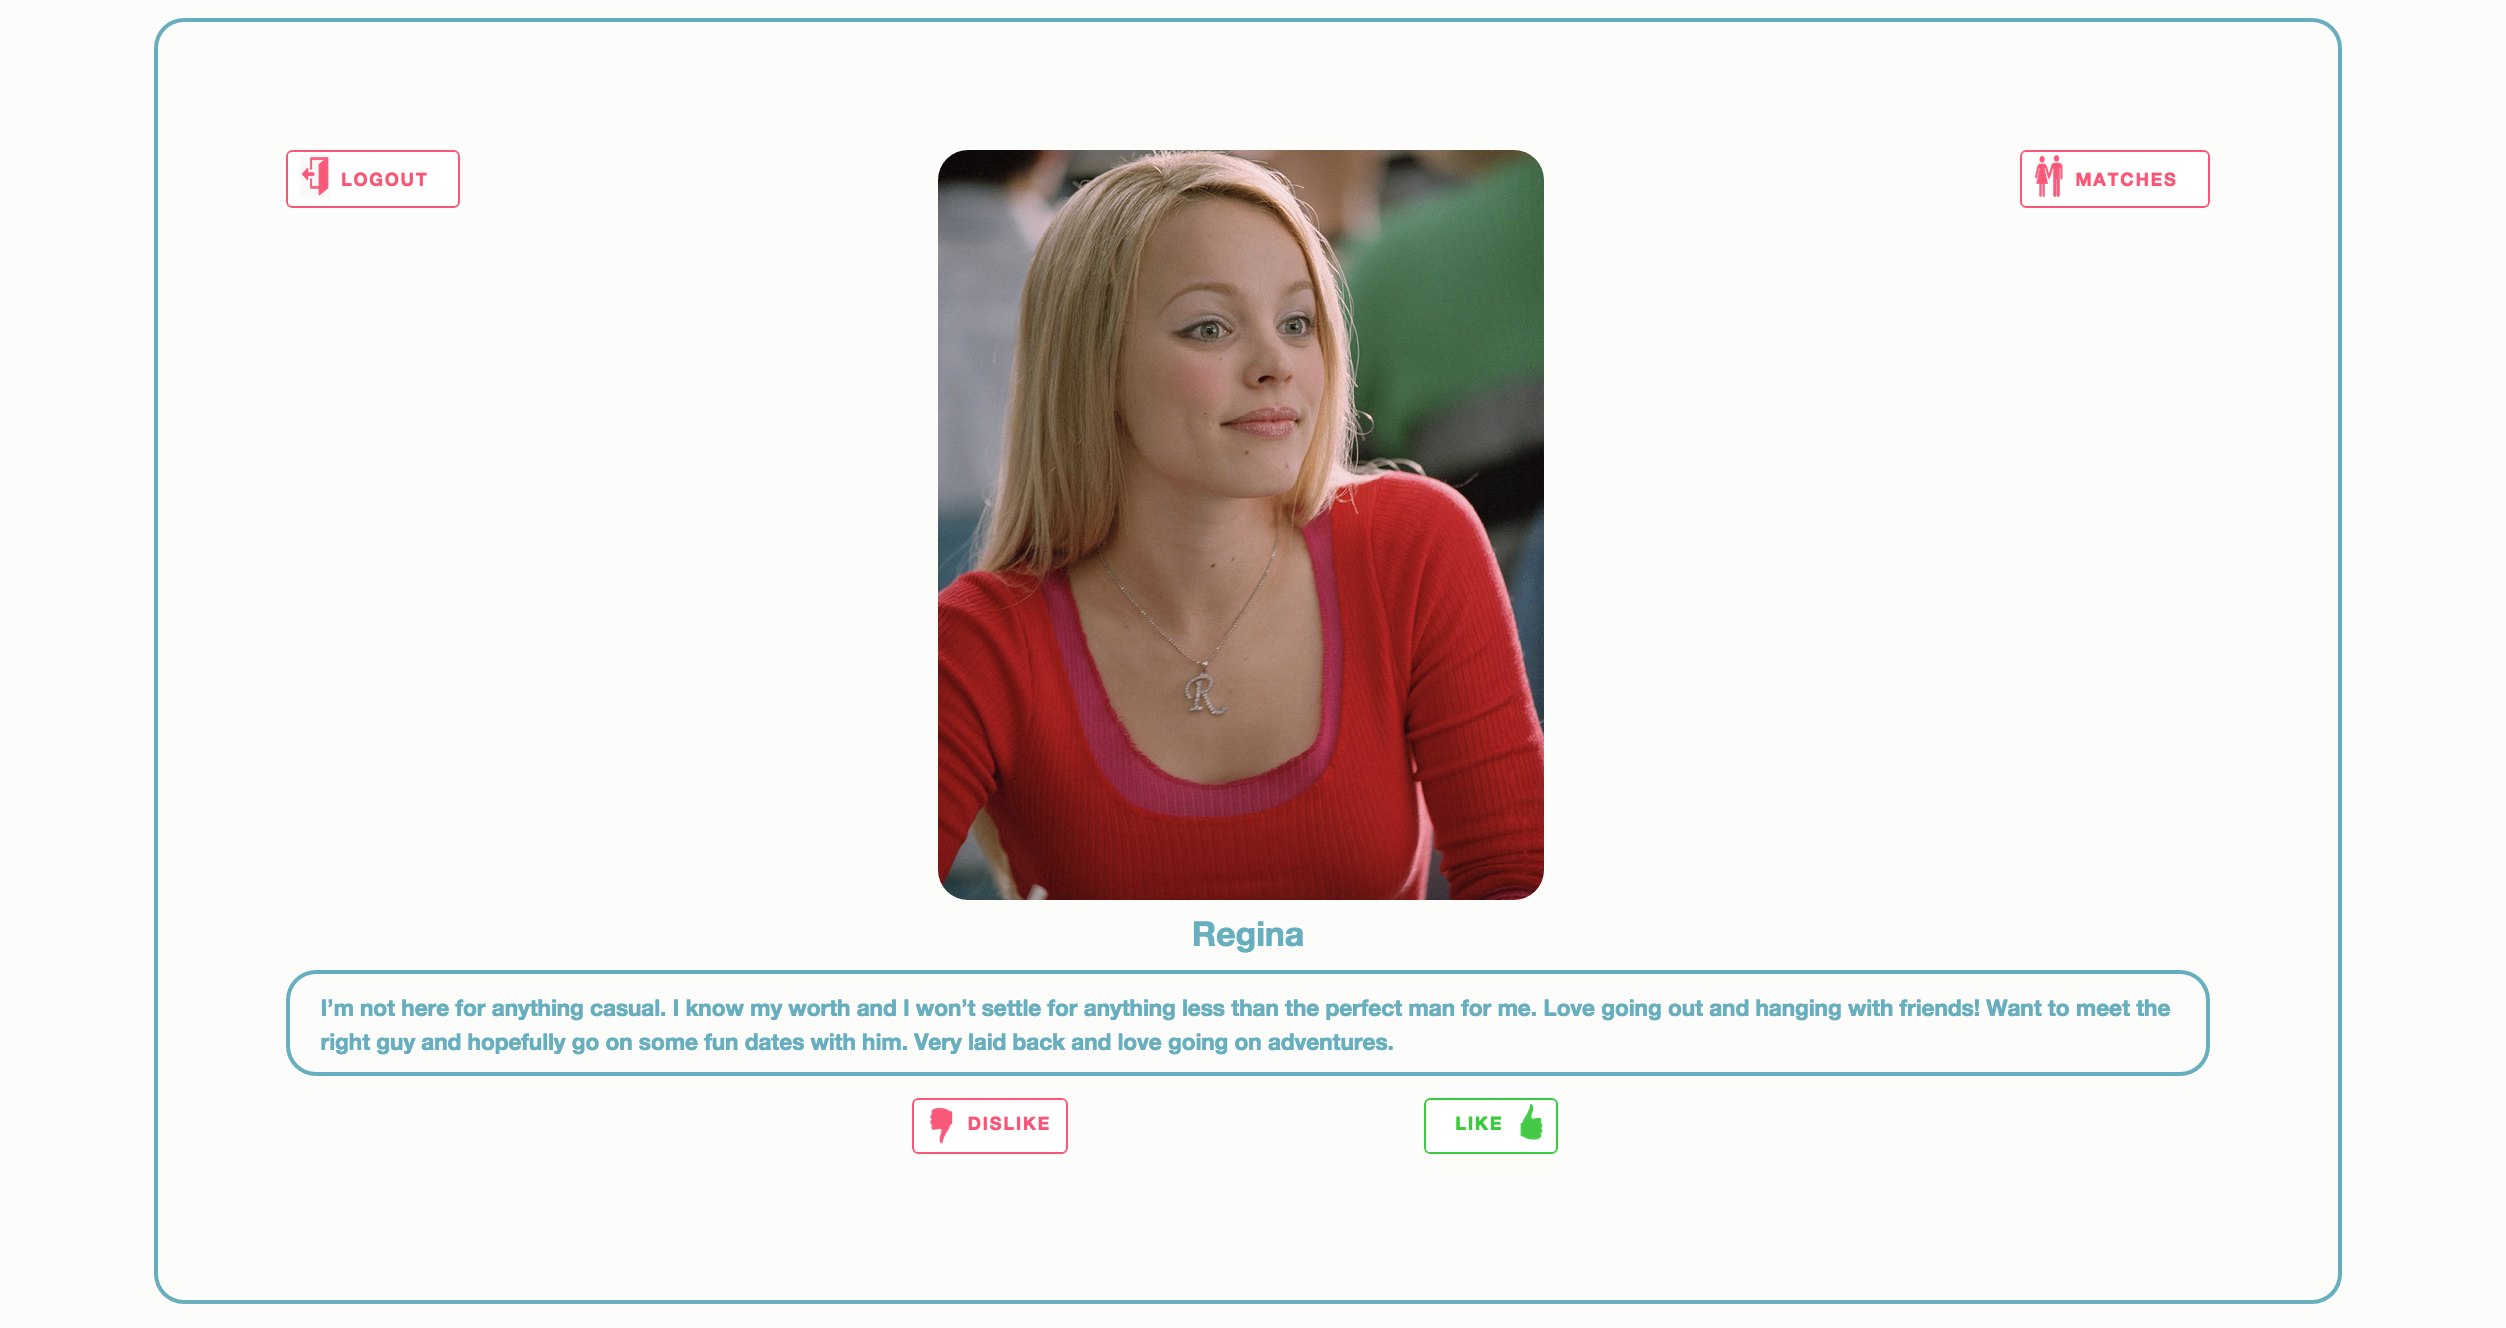 LOGOUT
MATCHES
R
Regina
I’m not here for anything casual. I know my worth and I won’t settle for anything less than the perfect man for me. Love going out and hanging with friends! Want to meet the
right guy and hopefully go on some fun dates with him. Very laid back and love going on adventures.
DISLIKE
LIKE